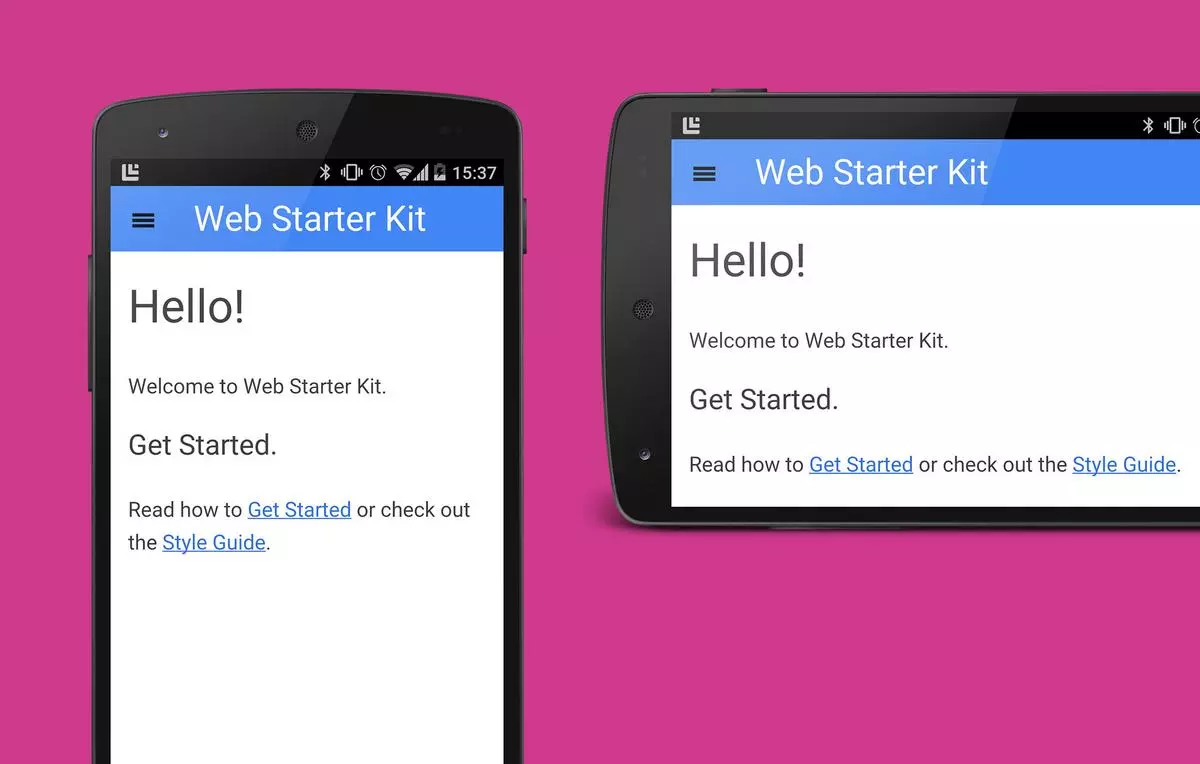 15:37
Web Starter Kit
Hello!
Welcome to Web Starter Kit.
Get Started.
Read how to Get Started or check out
the Style Guide.
Web Starter Kit
Hello!
Welcome to Web Starter Kit.
Get Started.
Read how to Get Started or check out the Style Guide.